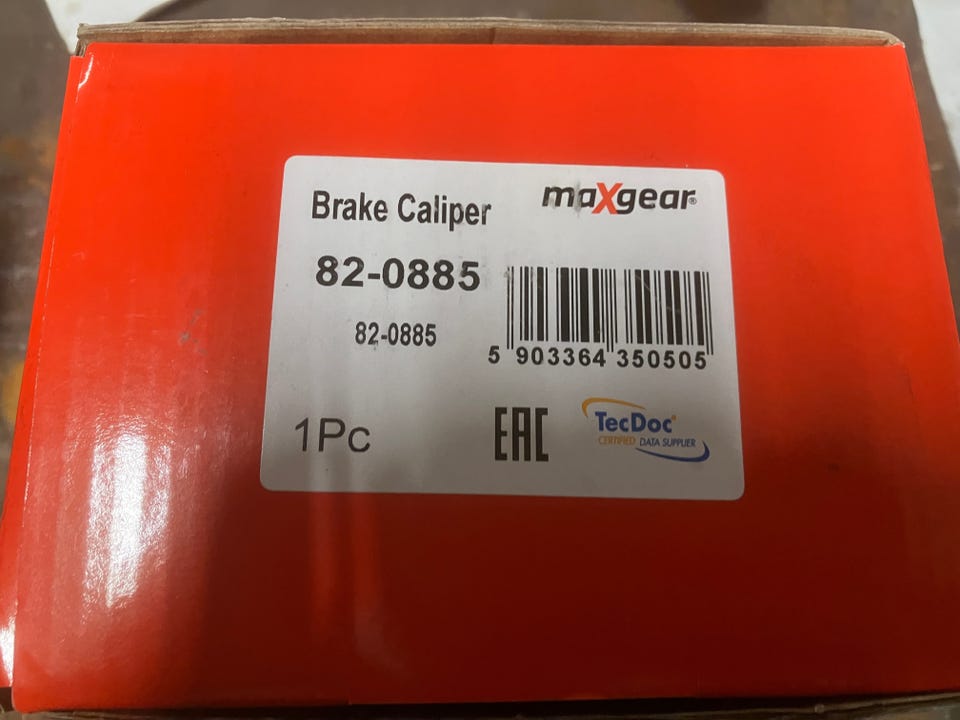 Brake Caliper
maXgear®
82-0885
82-0885
5 903364 350505
1Pc
EAC
TecDoc®
CERTIFIED DATA SUPPLIER